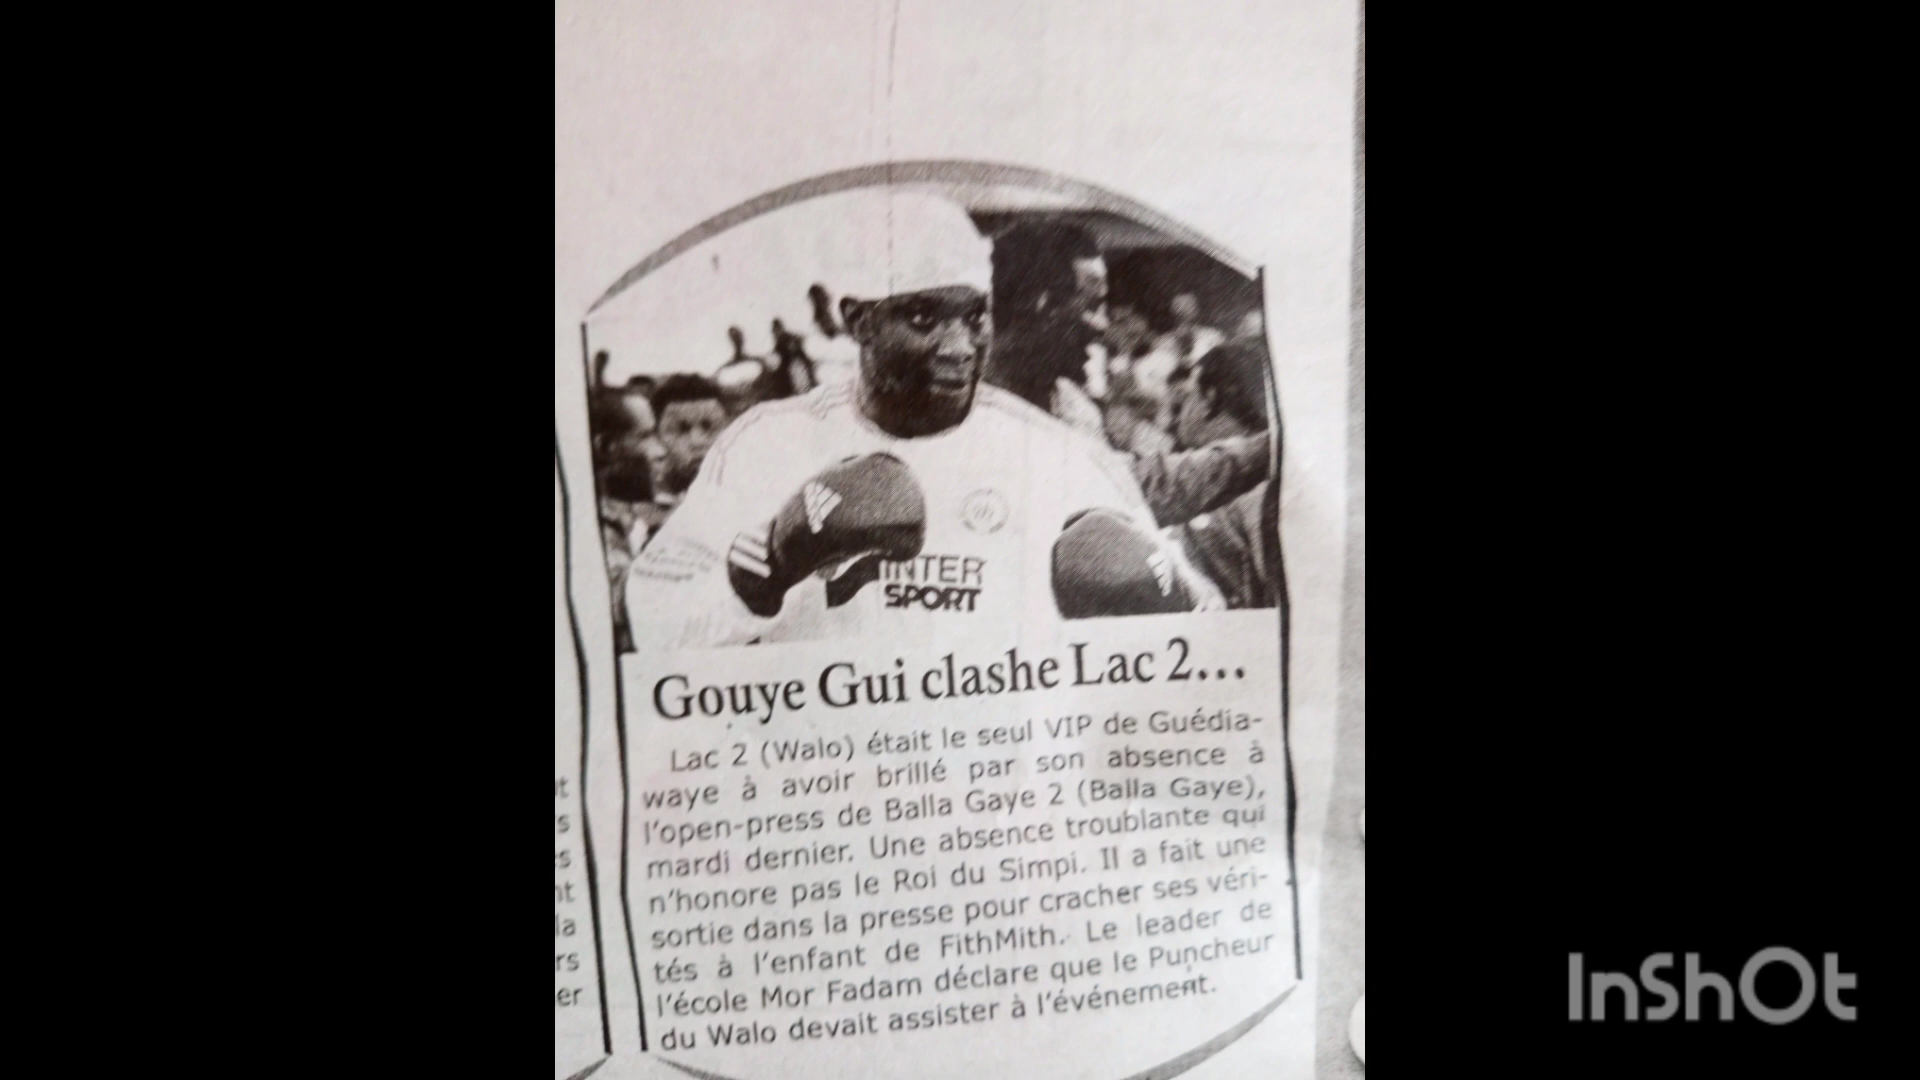 INTER
SPORT
Gouye Gui clashe Lac 2...
Lac 2 (Walo) était le seul VIP de Guédia-
waye à avoir brillé par son absence à
l'open-press de Balla Gaye 2 (Balla Gaye),
mardi dernier. Une absence troublante qui
n'honore pas le Roi du Simpi. Il a fait une
sortie dans la presse pour cracher ses véri-
tés à l'enfant de FithMith. Le leader de
l'école Mor Fadam déclare que le Puncheur
du Walo devait assister à l'événement.
InShOt